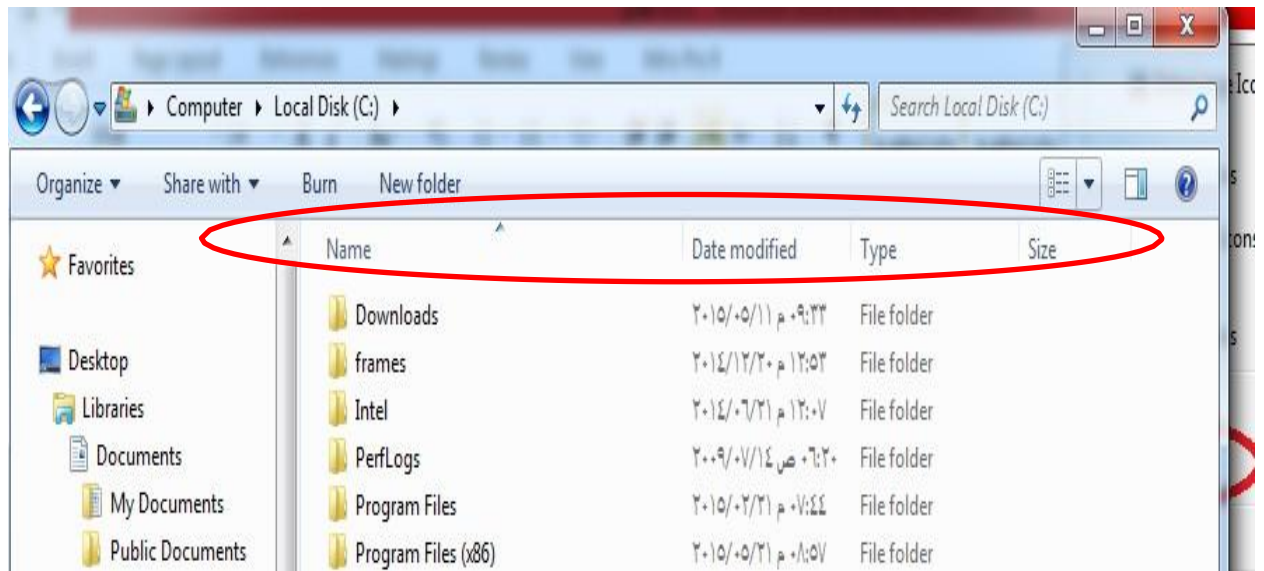 Computer Local Disk (C:) Search Local Disk (C:)
Organize Share with Burn New folder
Name Date modified Type Size
Favorites
Desktop
Libraries
Documents
My Documents
Public Documents
Downloads ٠٩:٣٣ م ٢٠١٥/٠٥/١١ File folder
frames ١٢:٥٣ م ٢٠١٤/١٢/٢٠ File folder
Intel ١٢:٠٧ م ٢٠١٤/٠٦/٢١ File folder
PerfLogs ٠٦:٢٠ ص ٢٠٠٩/٠٧/١٤ File folder
Program Files ٠٧:٤٤ م ٢٠١٥/٠٢/٢١ File folder
Program Files (x86) ٠٨:٥٧ م ٢٠١٥/٠٥/٢١ File folder